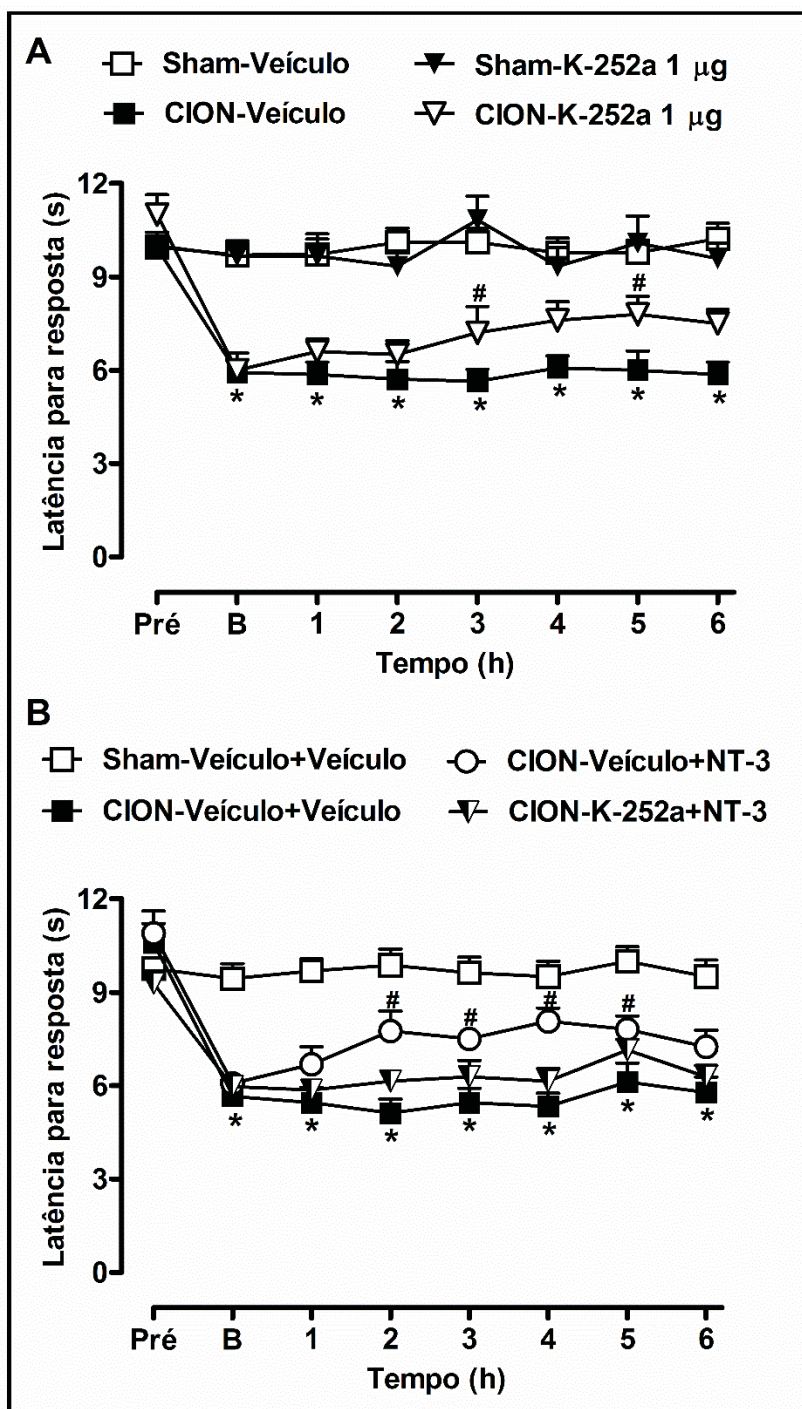 A
Sham-Veículo
Sham-K-252a 1 μg
CION-Veículo
CION-K-252a 1 μg
Latência para resposta (s)
12
9
6
3
0
#
#
* * * * * * *
Pré B 1 2 3 4 5 6
Tempo (h)
B
Sham-Veículo+Veículo
CION-Veículo+NT-3
CION-Veículo+Veículo
CION-K-252a+NT-3
Latência para resposta (s)
12
9
6
3
0
# # # #
* * * * * * *
Pré B 1 2 3 4 5 6
Tempo (h)